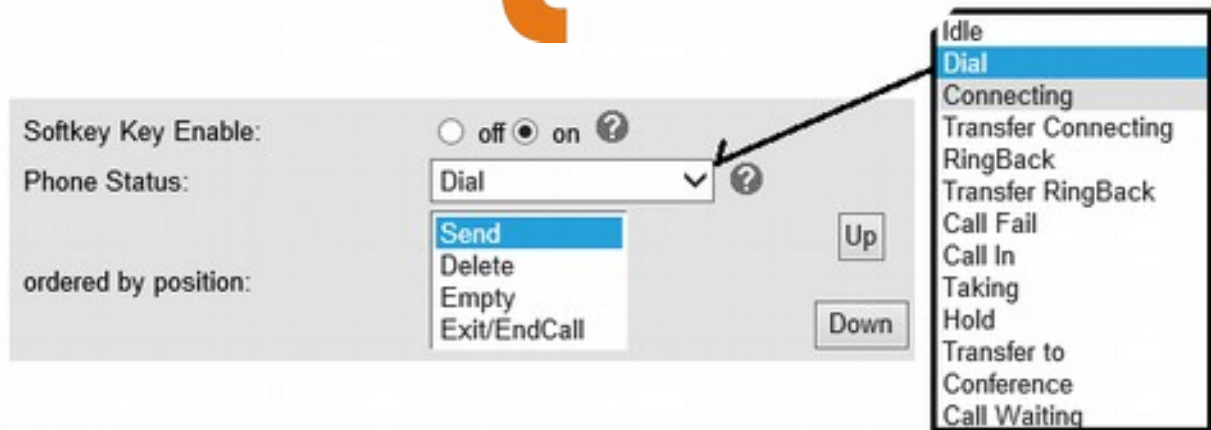 Softkey Key Enable: off on ?
Phone Status: Dial ?
ordered by position:
Send
Delete
Empty
Exit/EndCall
Up
Down
Idle
Dial
Connecting
Transfer Connecting
RingBack
Transfer RingBack
Call Fail
Call In
Taking
Hold
Transfer to
Conference
Call Waiting